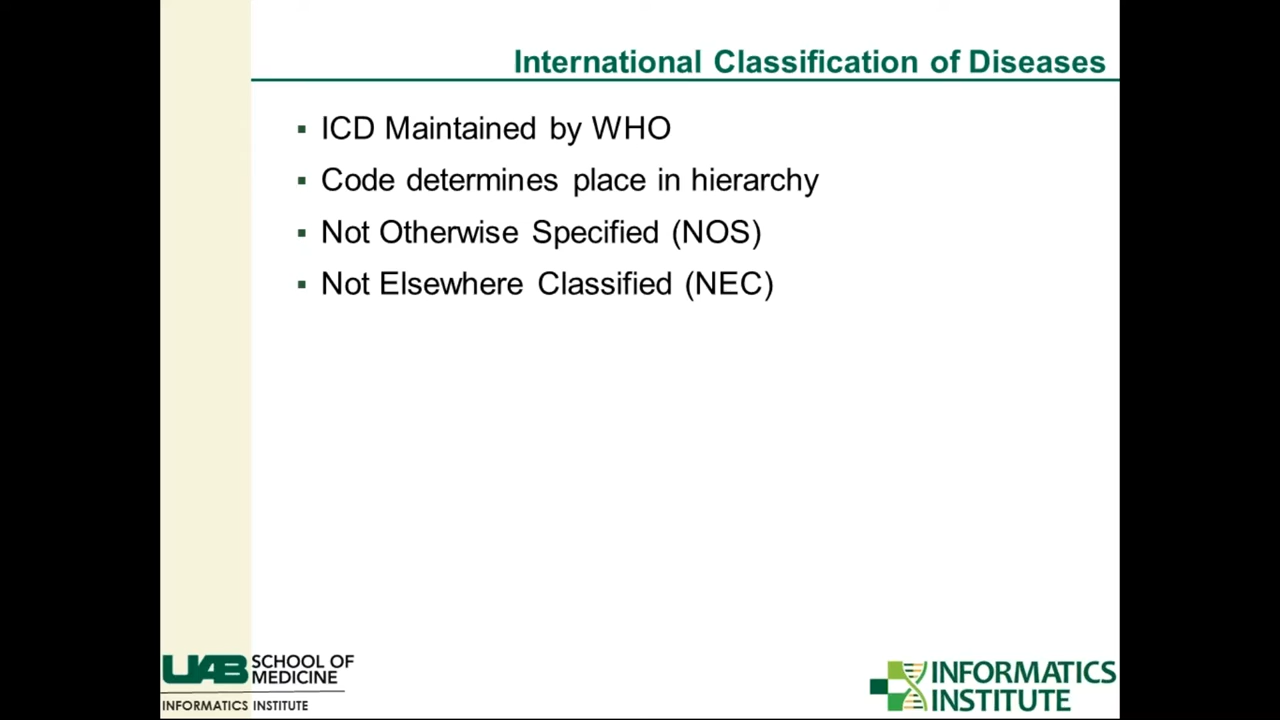 International Classification of Diseases
▪ ICD Maintained by WHO
▪ Code determines place in hierarchy
▪ Not Otherwise Specified (NOS)
▪ Not Elsewhere Classified (NEC)
UAB SCHOOL OF
MEDICINE
INFORMATICS INSTITUTE
INFORMATICS
INSTITUTE